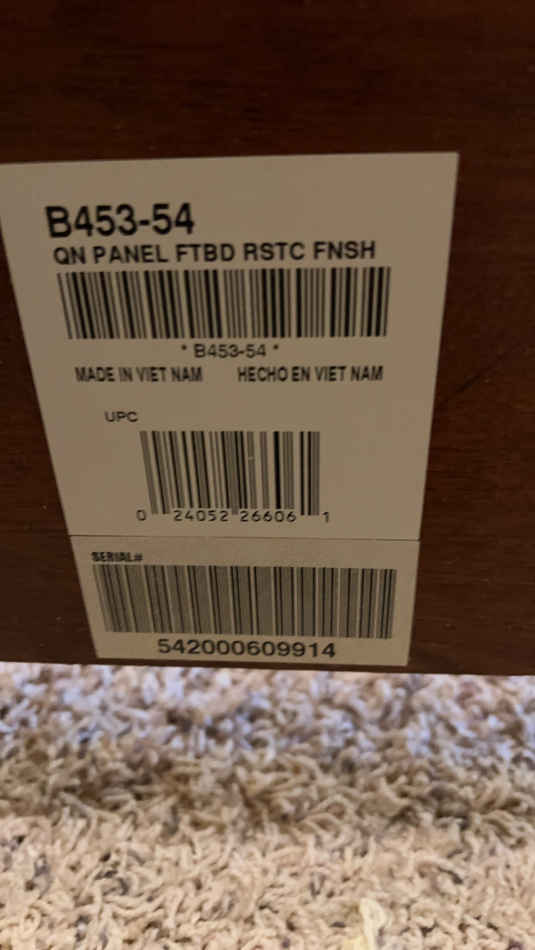 B453-54
QN PANEL FTBD RSTC FNSH
* B453-54 *
MADE IN VIET NAM HECHO EN VIET NAM
UPC
0 24052 26606 1
SERIAL#
542000609914